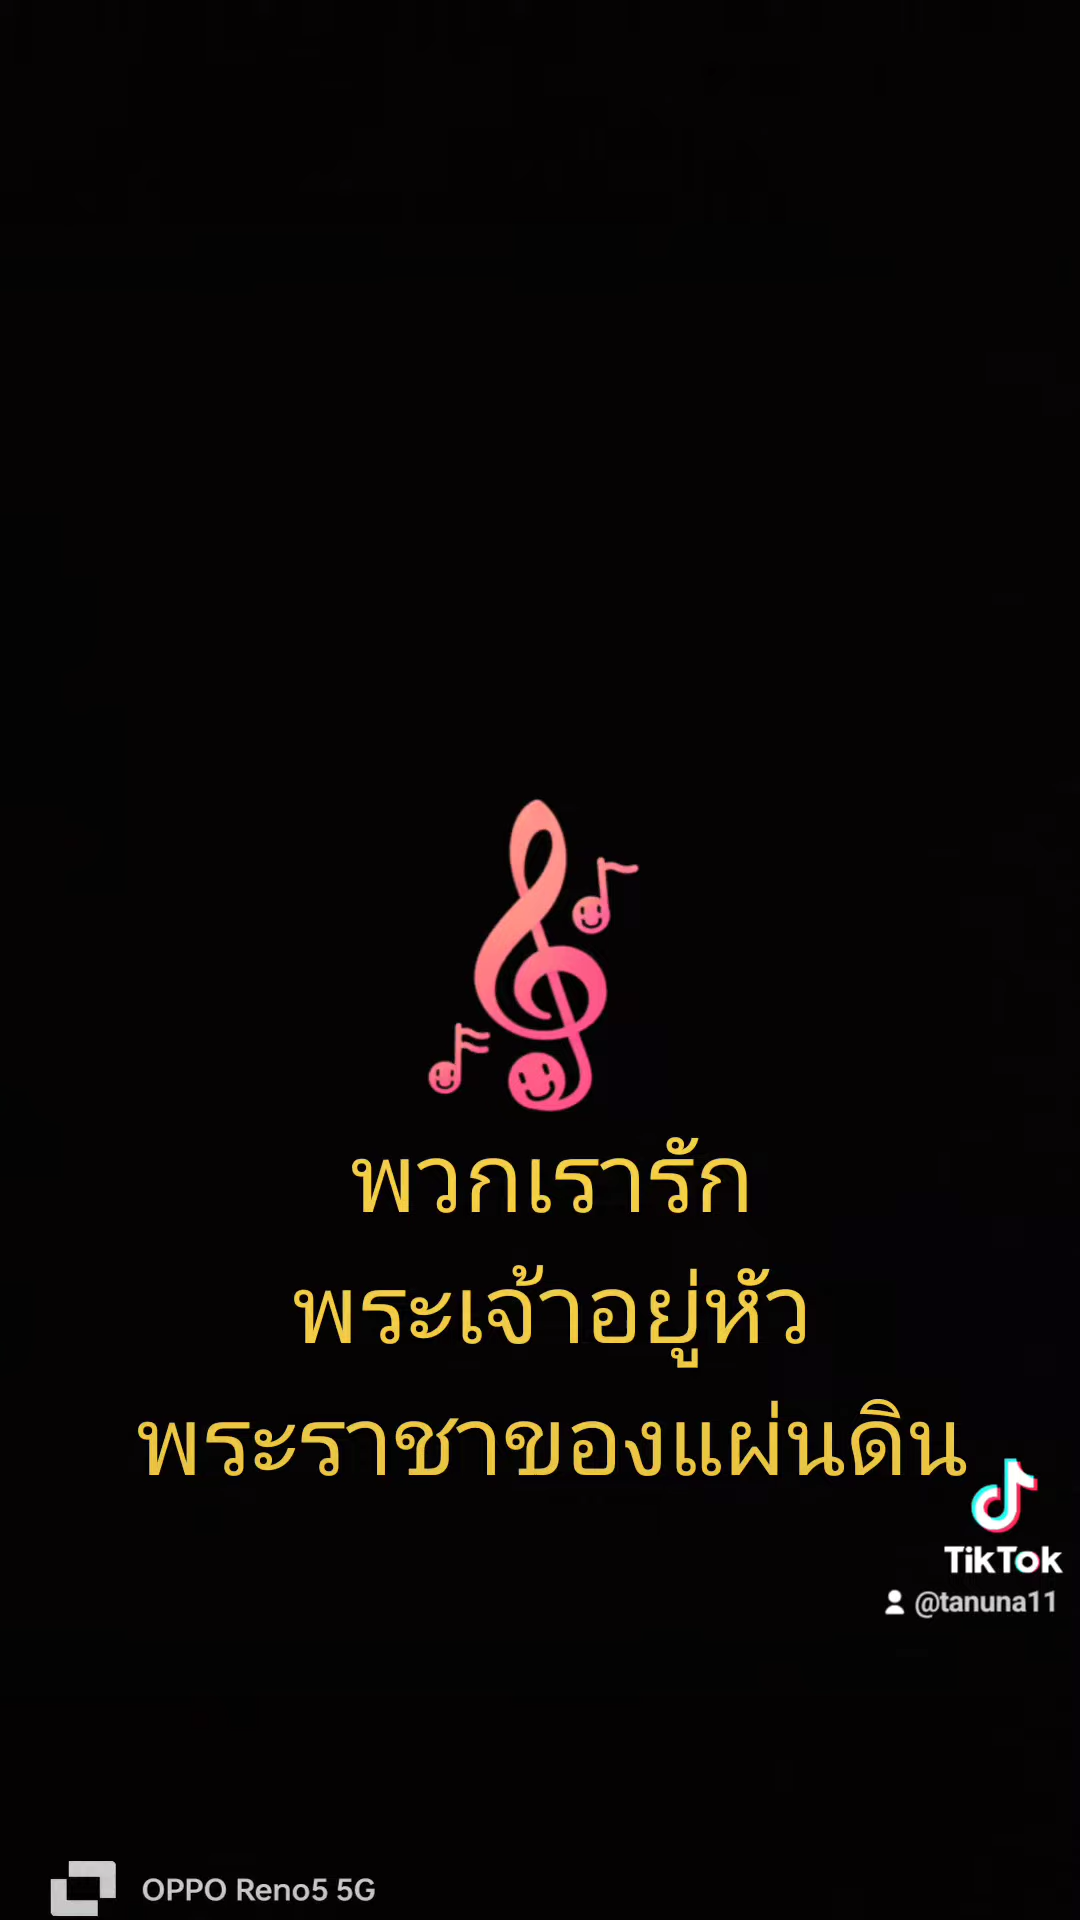 พวกเรารัก
พระเจ้าอยู่หัว
พระราชาของแผ่นดิน
TikTok
@tanuna11
OPPO Reno5 5G